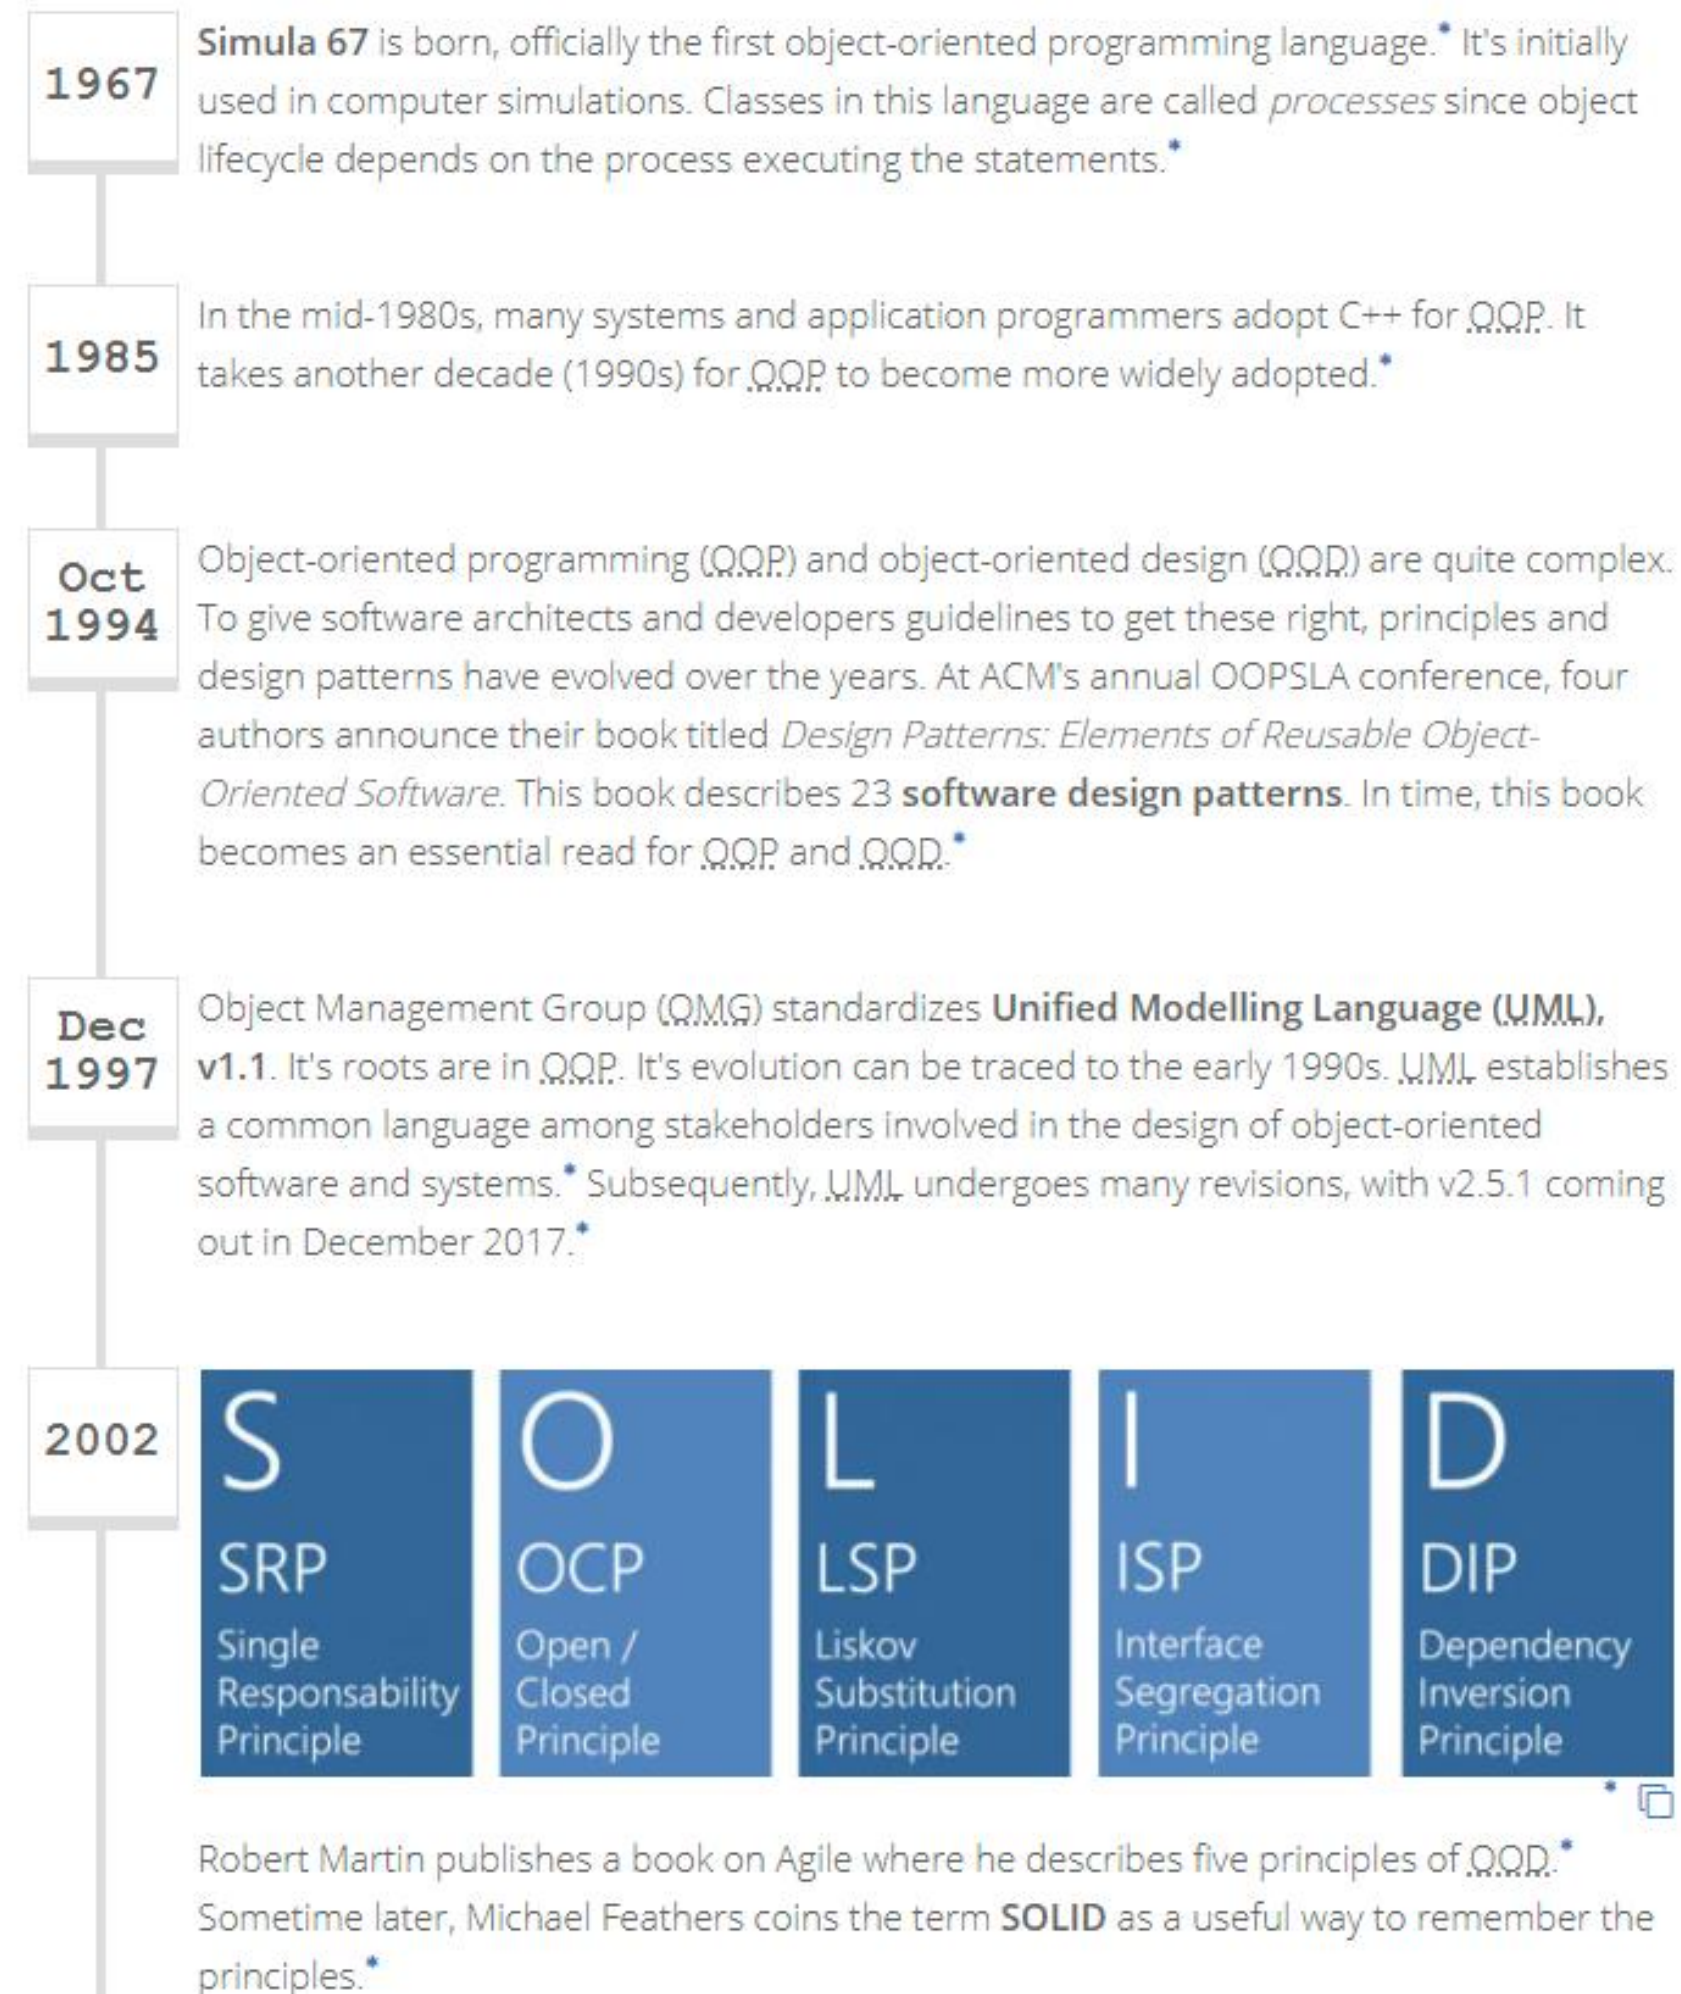 1967
Simula 67 is born, officially the first object-oriented programming language.* It's initially
used in computer simulations. Classes in this language are called processes since object
lifecycle depends on the process executing the statements.*
1985
In the mid-1980s, many systems and application programmers adopt C++ for OOP. It
takes another decade (1990s) for OOP to become more widely adopted.*
Oct
1994
Object-oriented programming (OOP) and object-oriented design (OOD) are quite complex.
To give software architects and developers guidelines to get these right, principles and
design patterns have evolved over the years. At ACM's annual OOPSLA conference, four
authors announce their book titled Design Patterns: Elements of Reusable Object-
Oriented Software. This book describes 23 software design patterns. In time, this book
becomes an essential read for OOP and OOD.*
Dec
1997
Object Management Group (OMG) standardizes Unified Modelling Language (UML),
v1.1. It's roots are in OOP. It's evolution can be traced to the early 1990s. UML establishes
a common language among stakeholders involved in the design of object-oriented
software and systems.* Subsequently, UML undergoes many revisions, with v2.5.1 coming
out in December 2017.*
2002
S
SRP
Single
Responsability
Principle
O
OCP
Open /
Closed
Principle
L
LSP
Liskov
Substitution
Principle
I
ISP
Interface
Segregation
Principle
D
DIP
Dependency
Inversion
Principle
*
Robert Martin publishes a book on Agile where he describes five principles of OOD.*
Sometime later, Michael Feathers coins the term SOLID as a useful way to remember the
principles.*